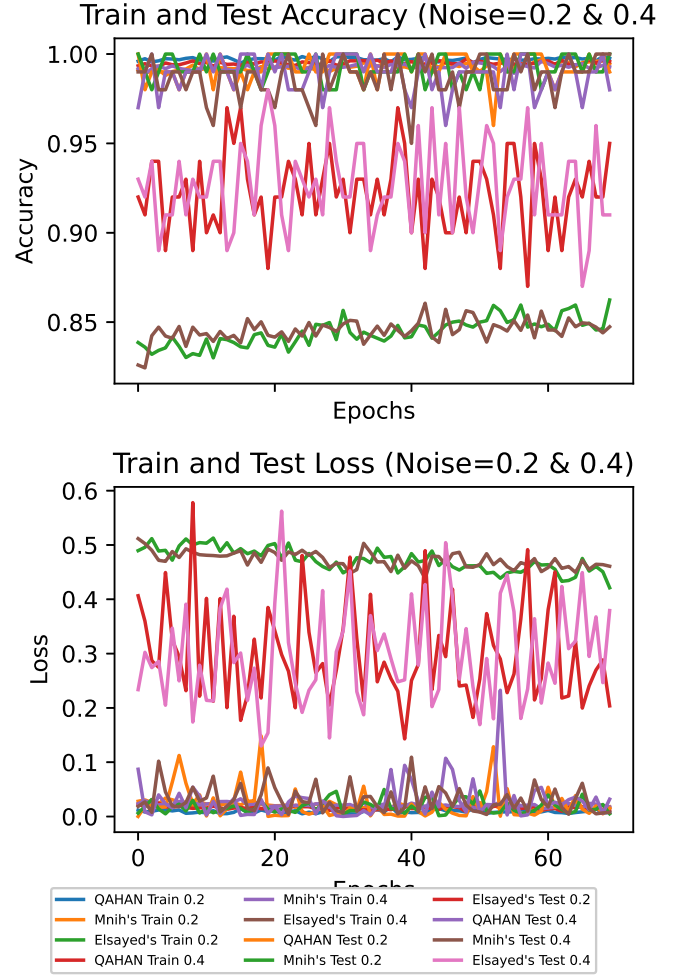 Train and Test Accuracy (Noise=0.2 & 0.4
1.00
0.95
0.90
0.85
Accuracy
Epochs
Train and Test Loss (Noise=0.2 & 0.4)
0.6
0.5
0.4
0.3
0.2
0.1
0.0
Loss
0 20 40 60
Epochs
QAHAN Train 0.2 Mnih's Train 0.4 Elsayed's Test 0.2
Mnih's Train 0.2 Elsayed's Train 0.4 QAHAN Test 0.4
Elsayed's Train 0.2 QAHAN Test 0.2 Mnih's Test 0.4
QAHAN Train 0.4 Mnih's Test 0.2 Elsayed's Test 0.4